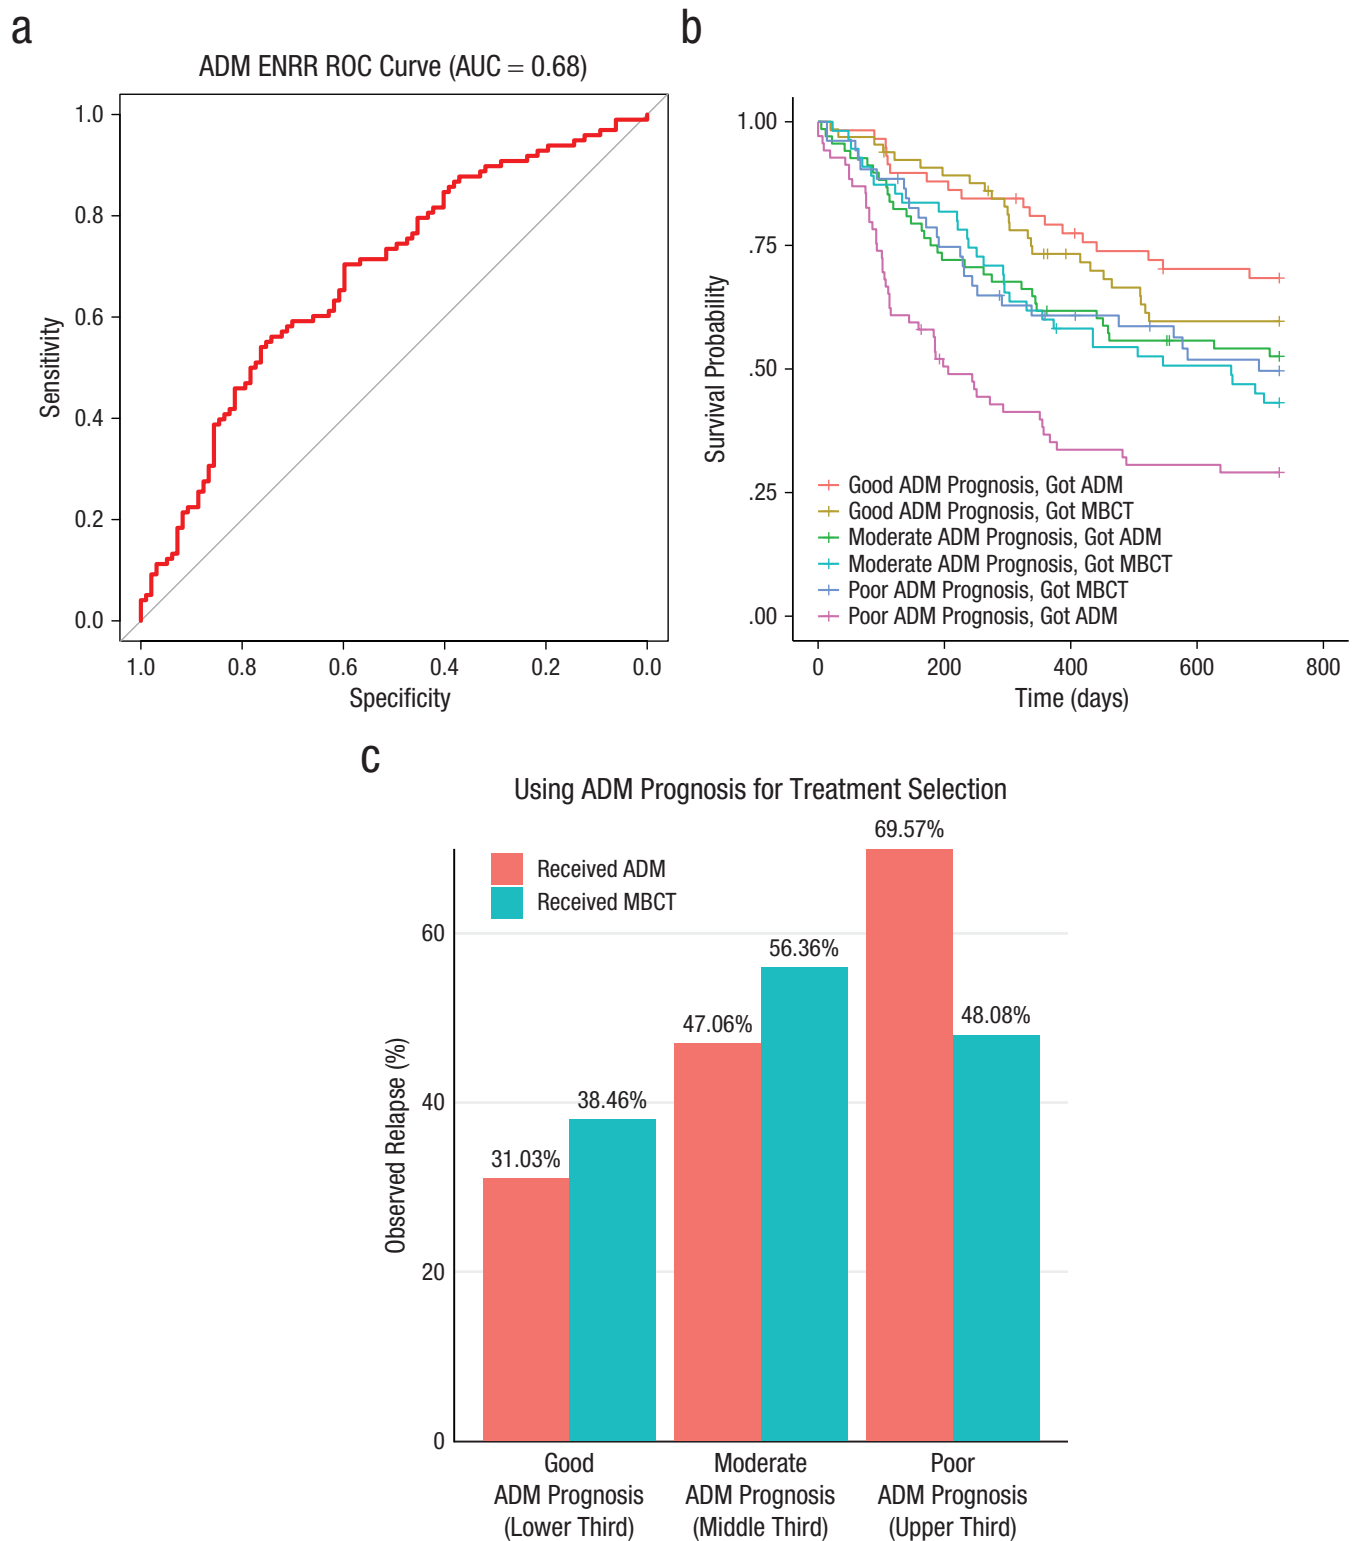 a
ADM ENRR ROC Curve (AUC = 0.68)
1.0
0.8
0.6
0.4
0.2
0.0
Sensitivity
1.0 0.8 0.6 0.4 0.2 0.0
Specificity
b
1.00
.75
.50
.25
.00
Survival Probability
Good ADM Prognosis, Got ADM
Good ADM Prognosis, Got MBCT
Moderate ADM Prognosis, Got ADM
Moderate ADM Prognosis, Got MBCT
Poor ADM Prognosis, Got MBCT
Poor ADM Prognosis, Got ADM
0 200 400 600 800
Time (days)
c
Using ADM Prognosis for Treatment Selection
Received ADM
Received MBCT
60
40
20
0
Observed Relapse (%)
31.03%
38.46%
47.06%
56.36%
69.57%
48.08%
Good
ADM Prognosis
(Lower Third)
Moderate
ADM Prognosis
(Middle Third)
Poor
ADM Prognosis
(Upper Third)